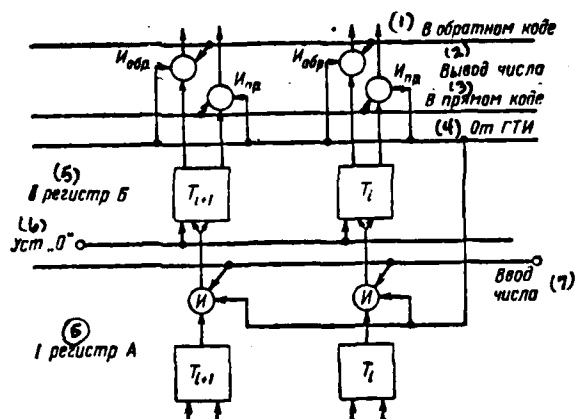 (1) В обратном коде
(2)
Иобр Ипр Иобр Ипр Вывод числа
(3)
В прямом коде
(4) От ГТИ
(5)
II регистр Б
Ti+1 Ti
(6)
Уст „0"
Ввод
числа (7)
И И
(5)
I регистр А
Ti+1 Ti